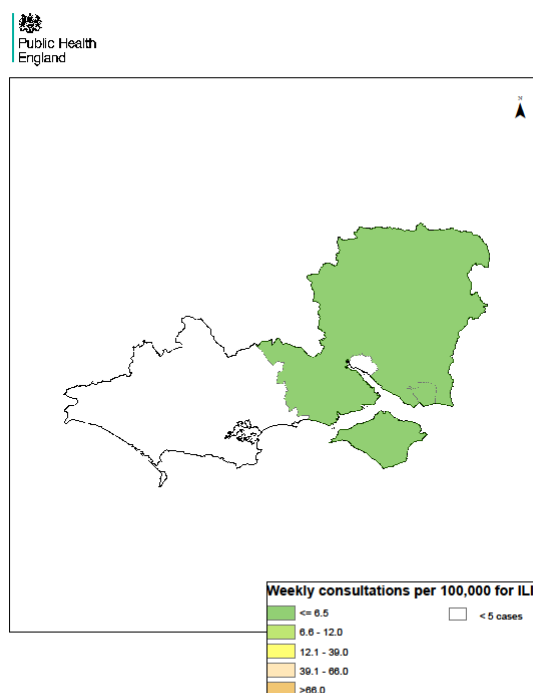 Public Health
England
N
Weekly consultations per 100,000 for ILI
<= 6.5
< 5 cases
6.6 - 12.0
12.1 - 39.0
39.1 - 66.0
>66.0